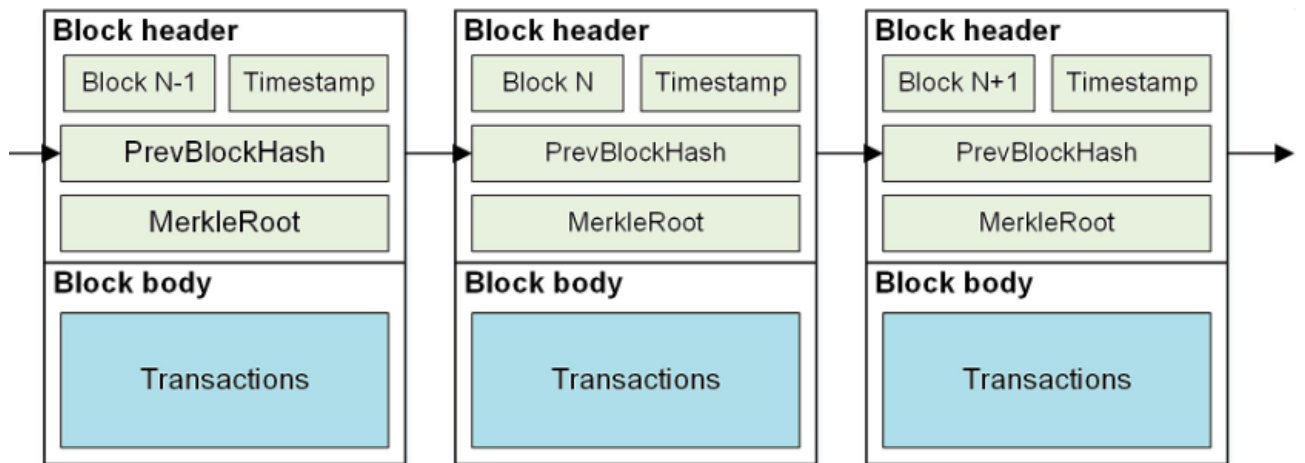 Block header
Block N-1 Timestamp
PrevBlockHash
MerkleRoot
Block body
Transactions
Block header
Block N Timestamp
PrevBlockHash
MerkleRoot
Block body
Transactions
Block header
Block N+1 Timestamp
PrevBlockHash
MerkleRoot
Block body
Transactions